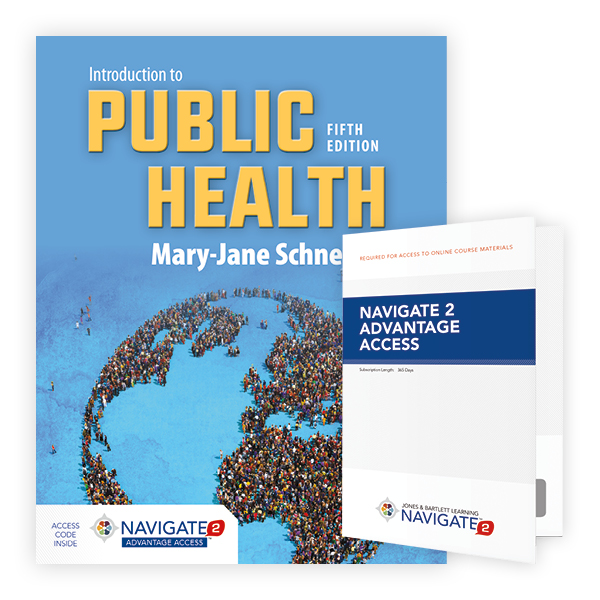 Introduction to
PUBLIC
FIFTH
EDITION
HEALTH
Mary-Jane Schne
ACCESS
CODE
INSIDE
NAVIGATE 2
ADVANTAGE ACCESS
REQUIRED FOR ACCESS TO ONLINE COURSE MATERIALS.
NAVIGATE 2
ADVANTAGE
ACCESS
Subscription Length: 365 Days
JONES & BARTLETT LEARNING
NAVIGATE 2